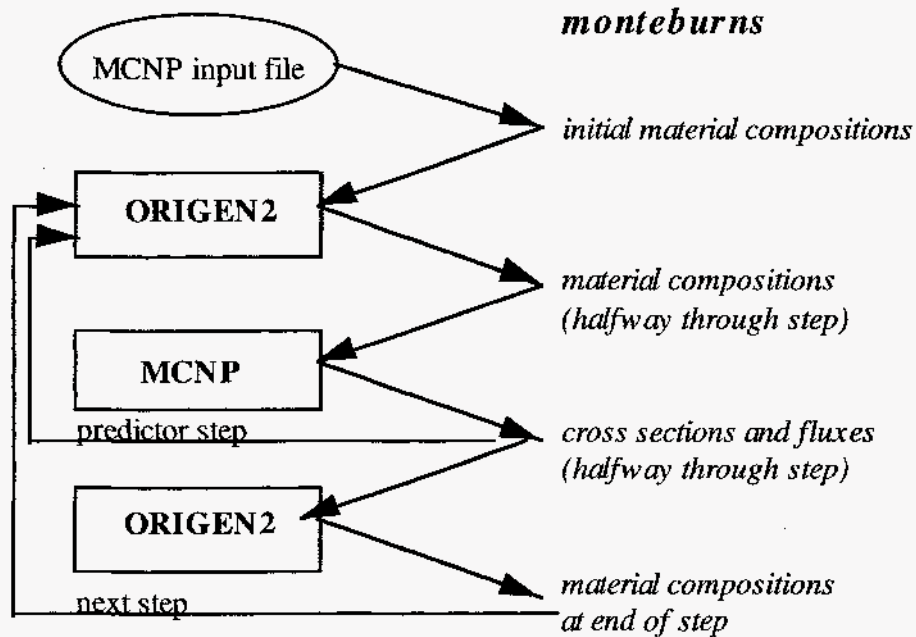 monteburns
MCNP input file
initial material compositions
ORIGEN2
material compositions
(halfway through step)
MCNP
predictor step
cross sections and fluxes
(halfway through step)
ORIGEN2
material compositions
at end of step
next step